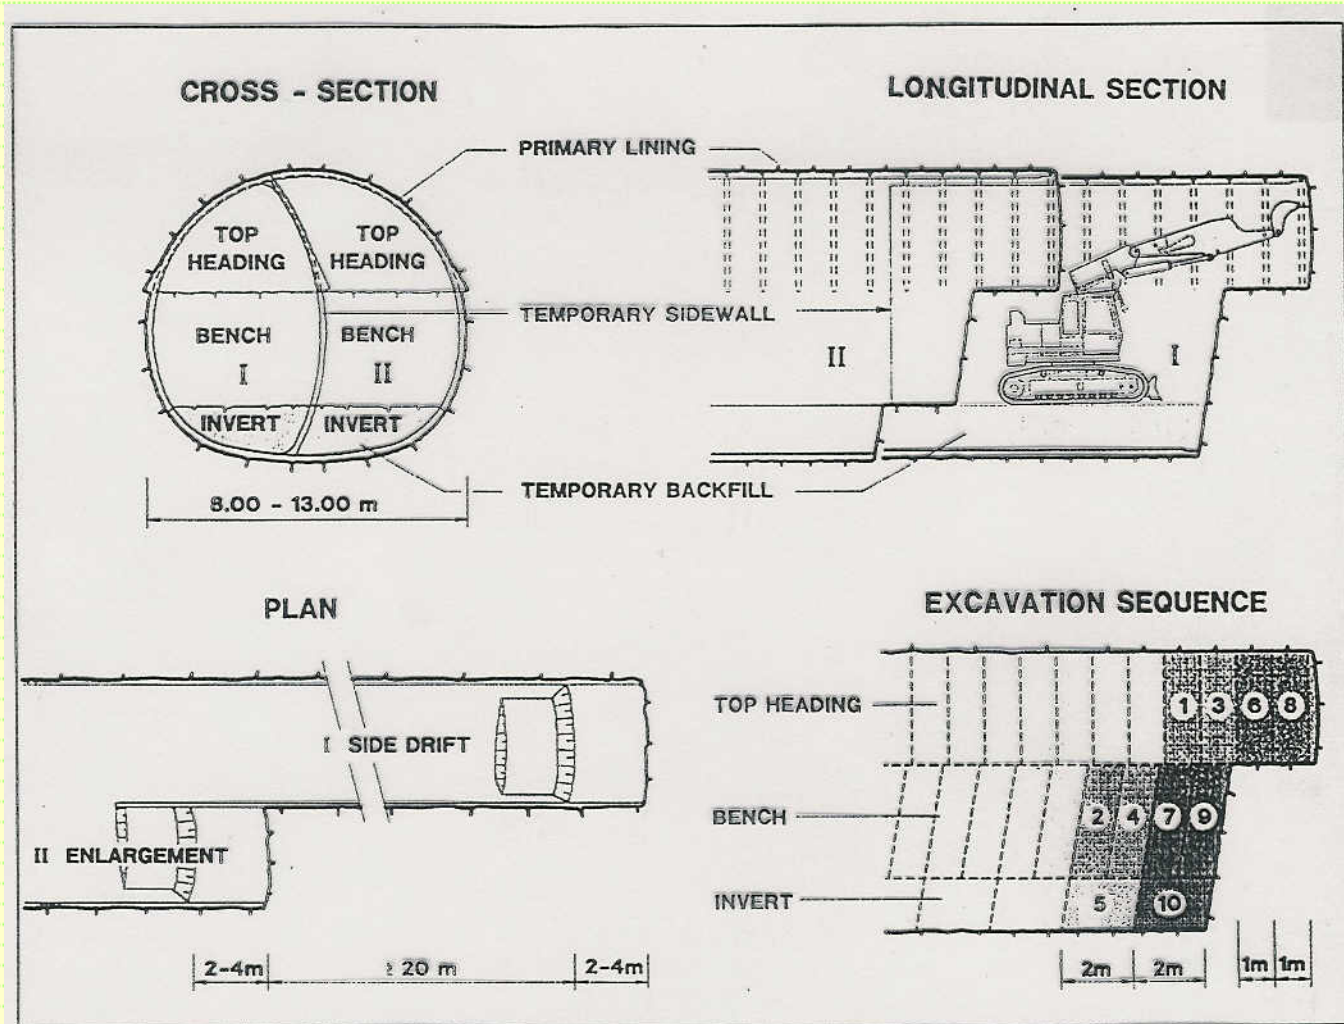 CROSS - SECTION
LONGITUDINAL SECTION
PRIMARY LINING
TOP
HEADING
TOP
HEADING
TEMPORARY SIDEWALL
BENCH
I
BENCH
II
II
I
INVERT
INVERT
TEMPORARY BACKFILL
8.00 - 13.00 m
PLAN
EXCAVATION SEQUENCE
I SIDE DRIFT
II ENLARGEMENT
2-4m
≥ 20 m
2-4m
TOP HEADING
1 3 6 8
BENCH
2 4 7 9
INVERT
5 10
2m 2m
1m 1m